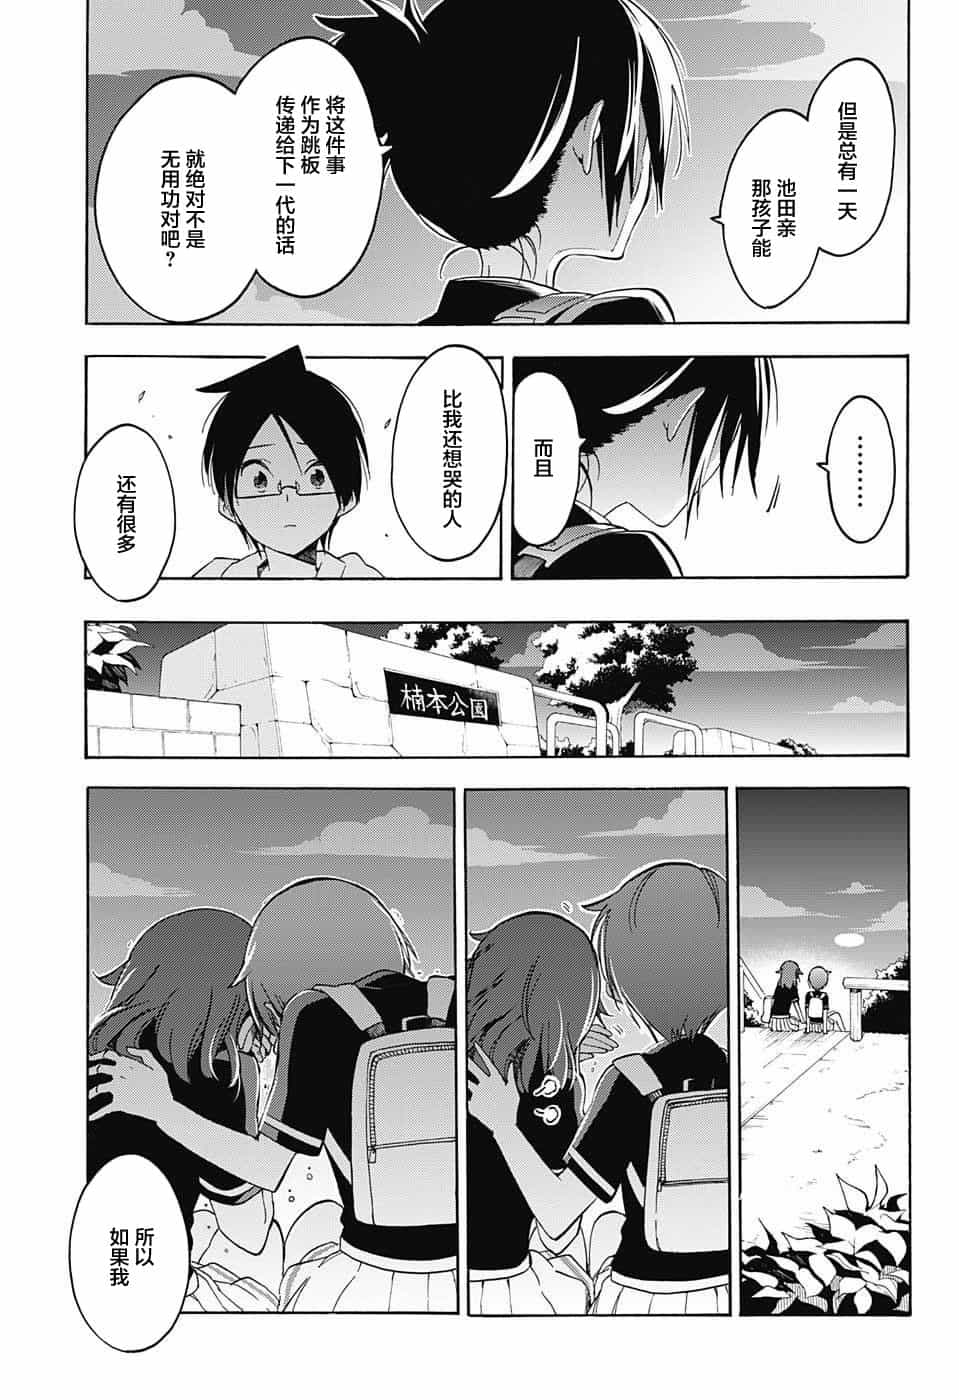 但是总有一天
池田亲
那孩子能
将这件事
作为跳板
传递给下一代的话
就绝对不是
无用功对吧？
………
而且
比我还想哭的人
还有很多
楠本公園
所以
如果我